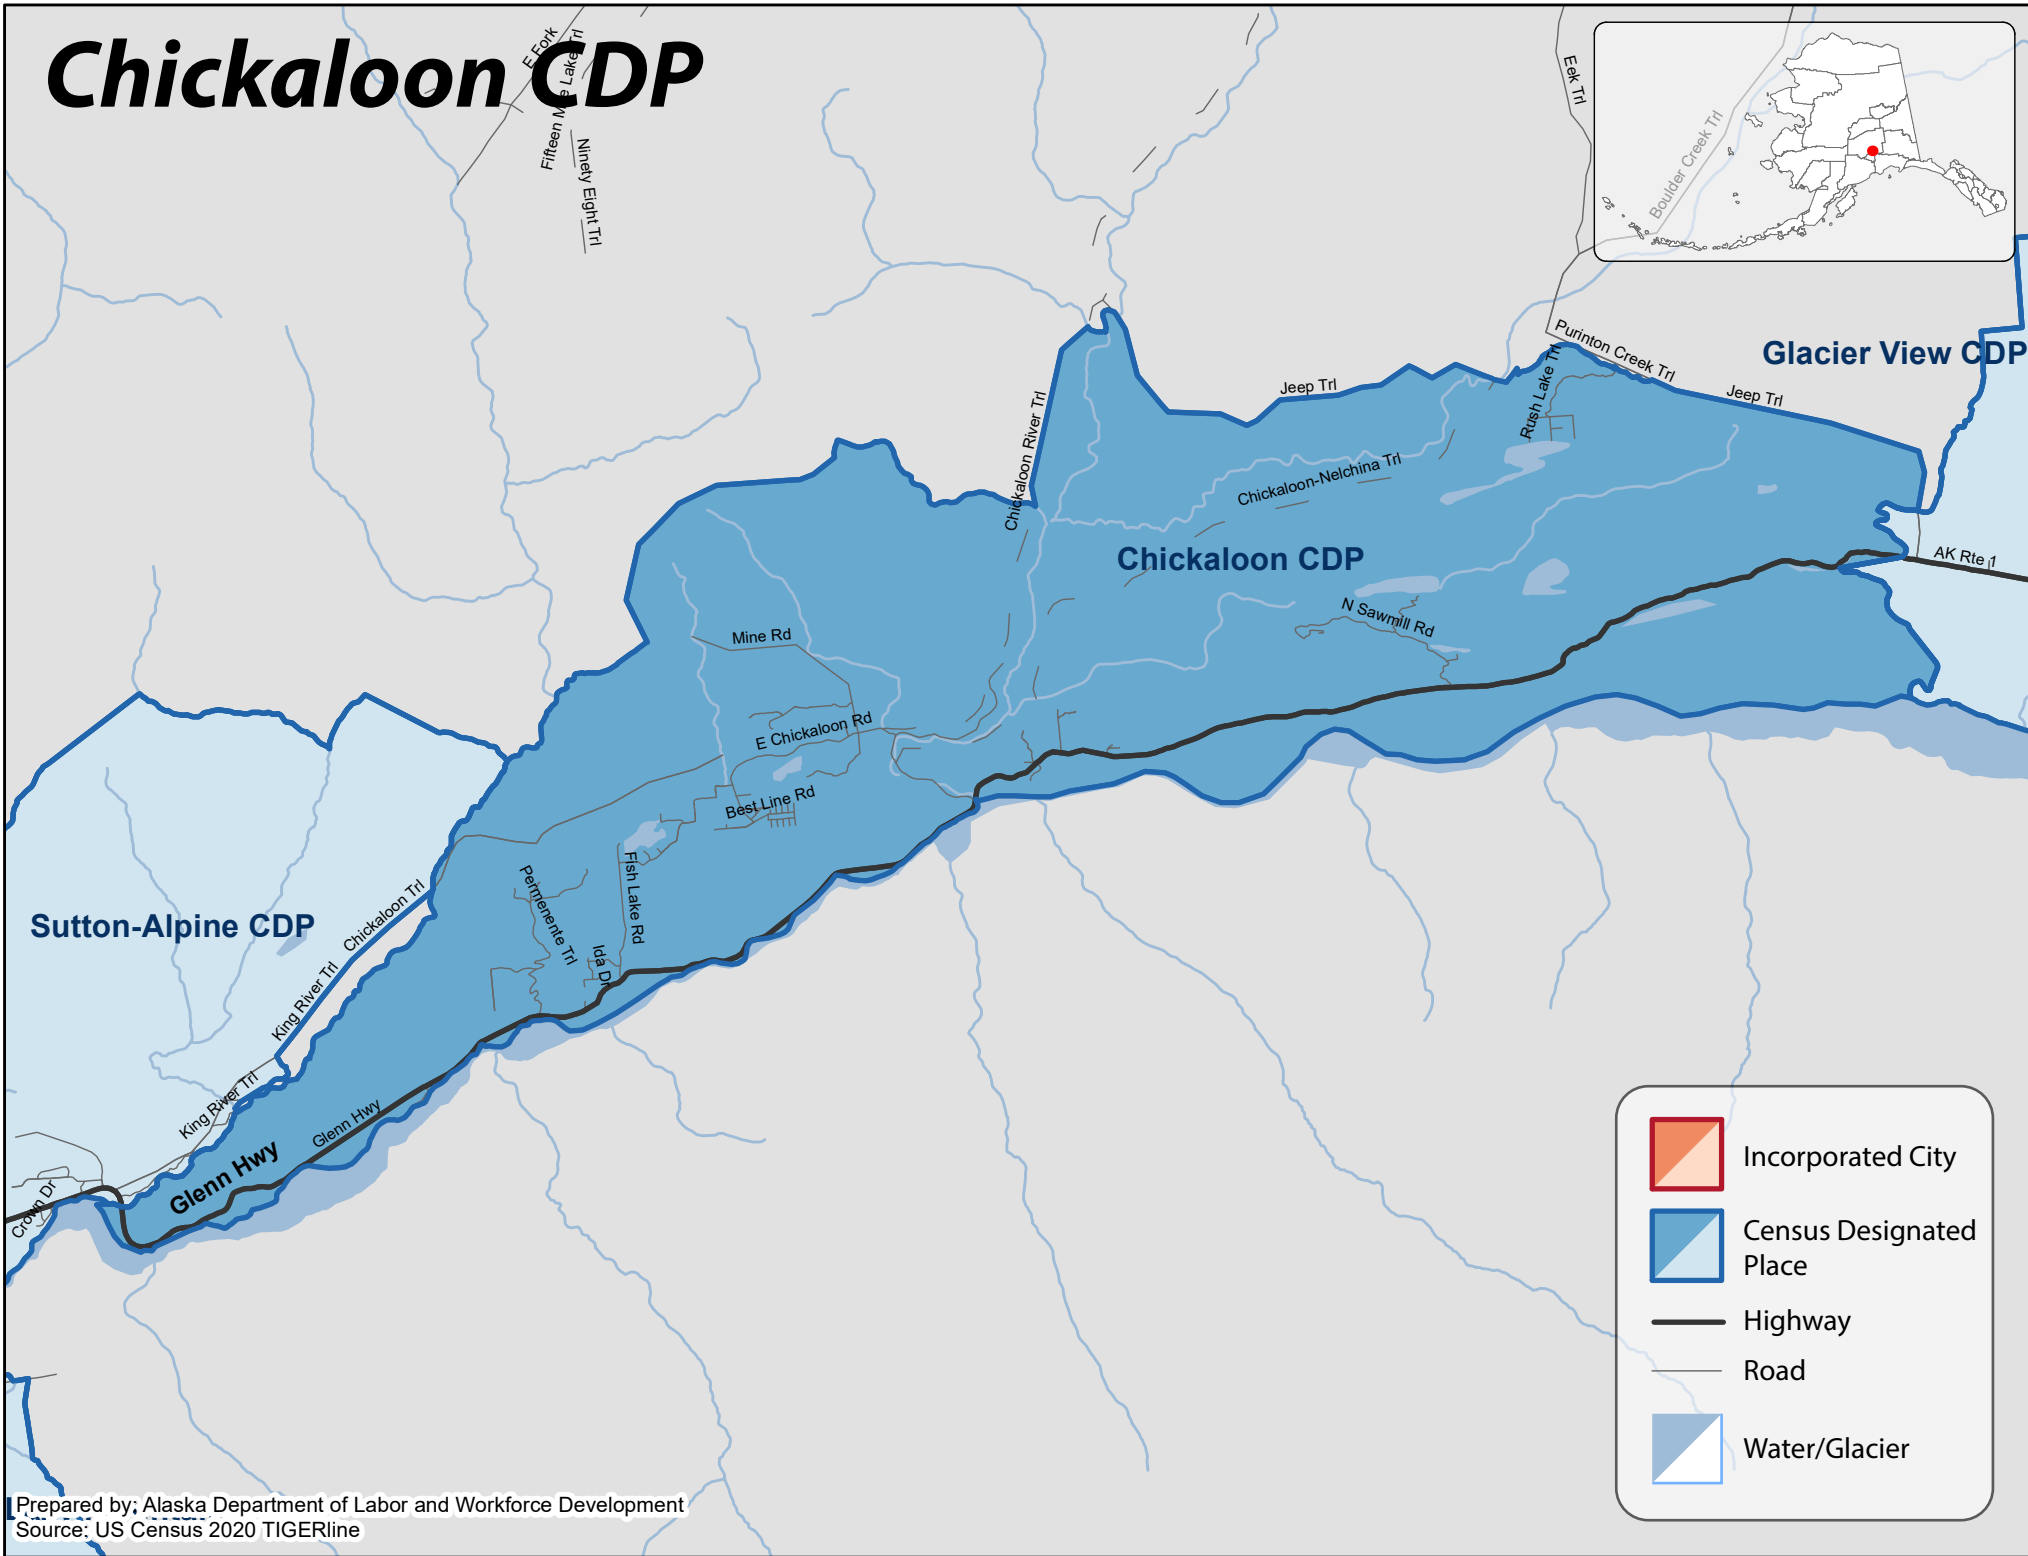 Chickaloon CDP
E Fork
Fifteen Mile Lake Trl
Ninety Eight Trl
Eek Trl
Boulder Creek Trl
Purinton Creek Trl
Glacier View CDP
Rush Lake Trl
Jeep Trl
Jeep Trl
Chickaloon River Trl
Chickaloon-Nelchina Trl
Chickaloon CDP
AK Rte 1
N Sawmill Rd
Mine Rd
E Chickaloon Rd
Best Line Rd
Fish Lake Rd
Permenente Trl
Ida Dr
Sutton-Alpine CDP
Chickaloon Trl
King River Trl
King River Trl
Glenn Hwy
Glenn Hwy
Crown Dr
Incorporated City
Census Designated
Place
Highway
Road
Water/Glacier
Prepared by: Alaska Department of Labor and Workforce Development
Source: US Census 2020 TIGERline